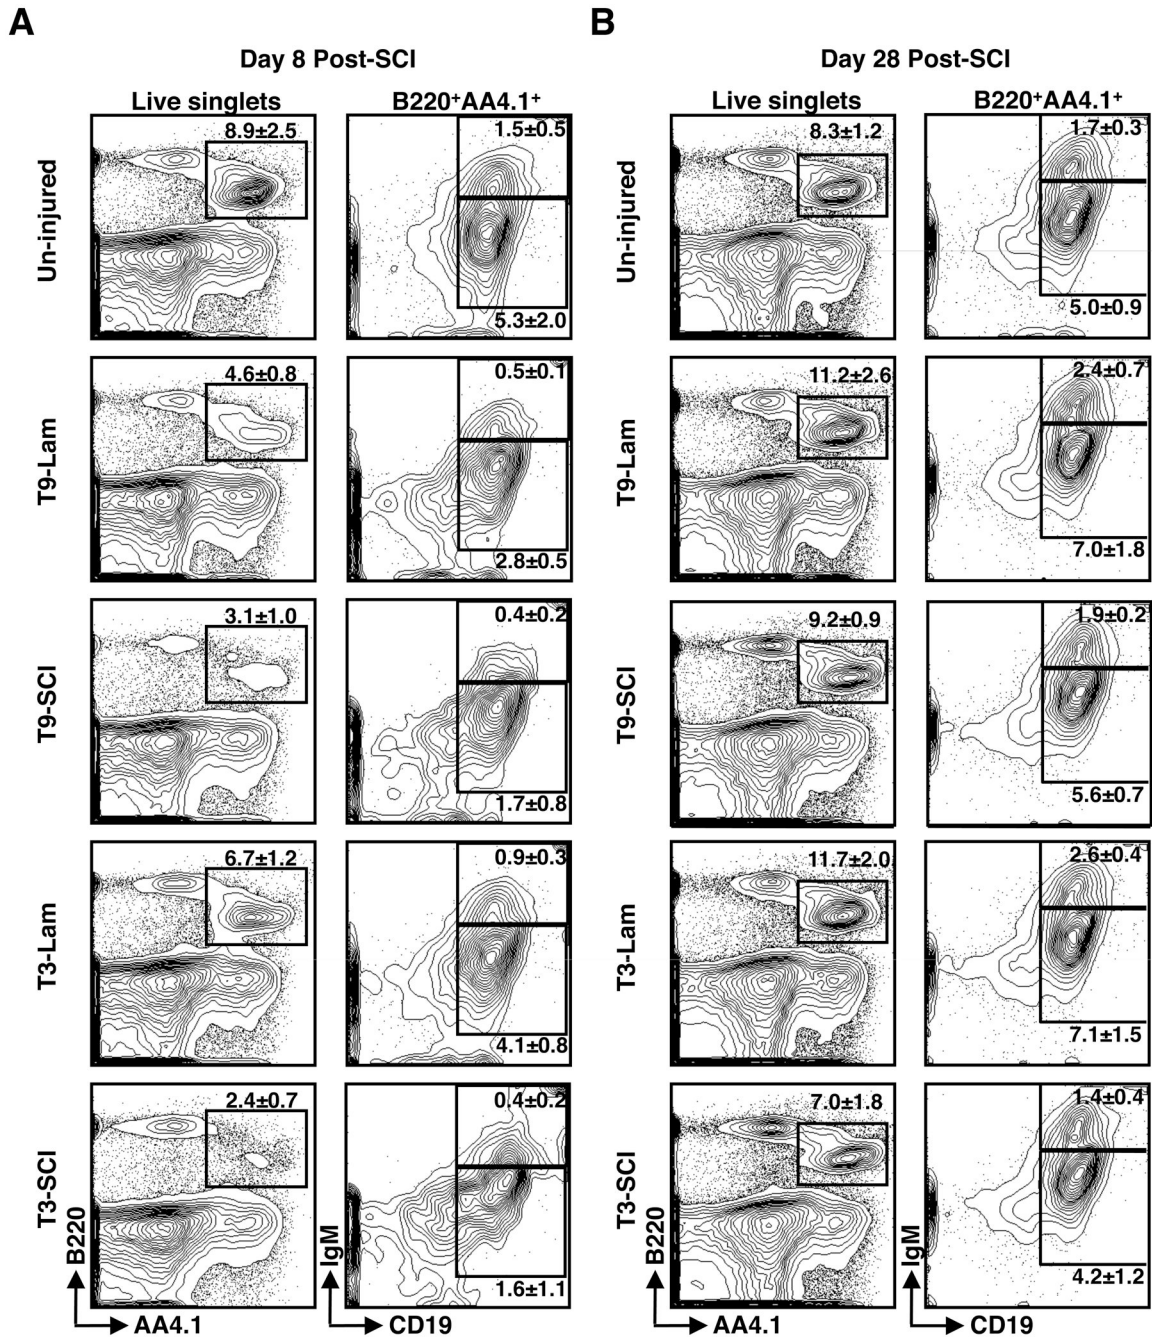 A
B
Day 8 Post-SCI
Day 28 Post-SCI
Live singlets
B220+AA4.1+
Live singlets
B220+AA4.1+
Un-injured
8.9±2.5
1.5±0.5
5.3±2.0
Un-injured
8.3±1.2
1.7±0.3
5.0±0.9
T9-Lam
4.6±0.8
0.5±0.1
2.8±0.5
T9-Lam
11.2±2.6
2.4±0.7
7.0±1.8
T9-SCI
3.1±1.0
0.4±0.2
1.7±0.8
T9-SCI
9.2±0.9
1.9±0.2
5.6±0.7
T3-Lam
6.7±1.2
0.9±0.3
4.1±0.8
T3-Lam
11.7±2.0
2.6±0.4
7.1±1.5
T3-SCI
2.4±0.7
0.4±0.2
1.6±1.1
T3-SCI
7.0±1.8
1.4±0.4
4.2±1.2
B220
AA4.1
IgM
CD19
B220
AA4.1
IgM
CD19